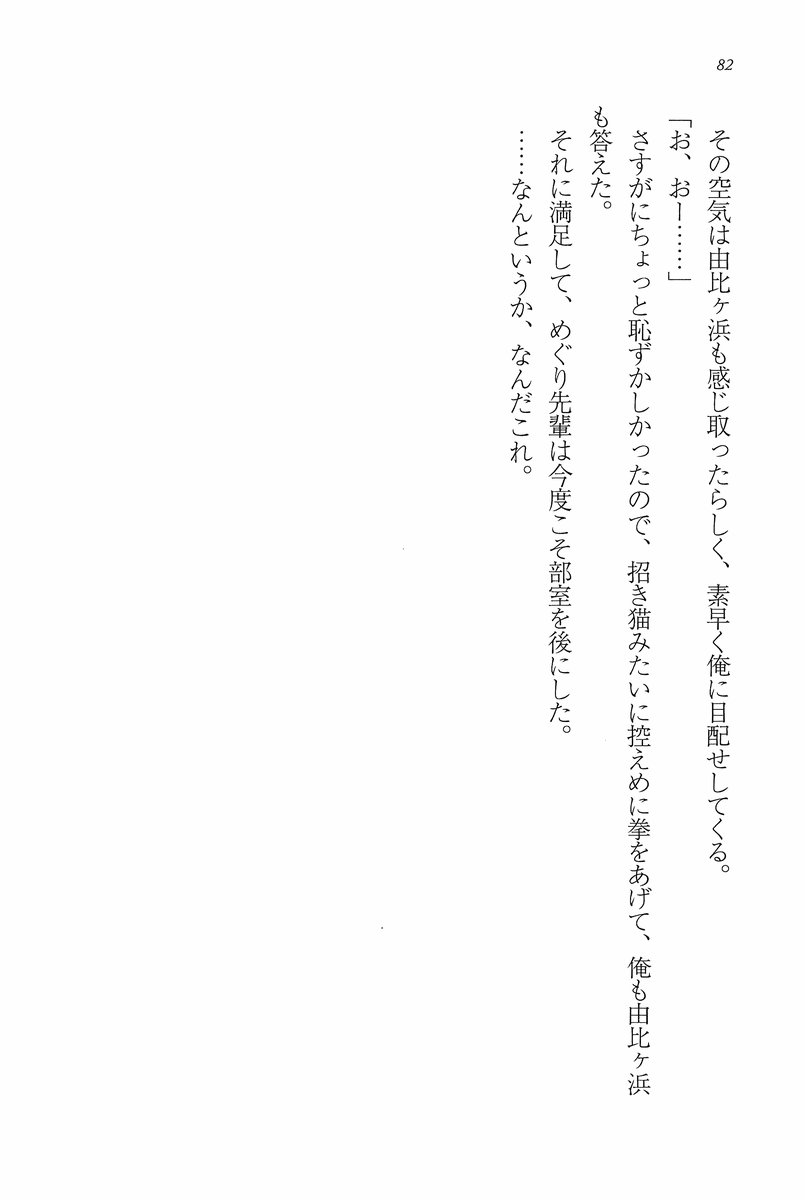 82
その空気は由比ヶ浜も感じ取ったらしく、素早く俺に目配せしてくる。
「お、おー……」
さすがにちょっと恥ずかしかったので、招き猫みたいに控えめに拳をあげて、俺も由比ヶ浜
も答えた。
それに満足して、めぐり先輩は今度こそ部室を後にした。
……なんというか、なんだこれ。